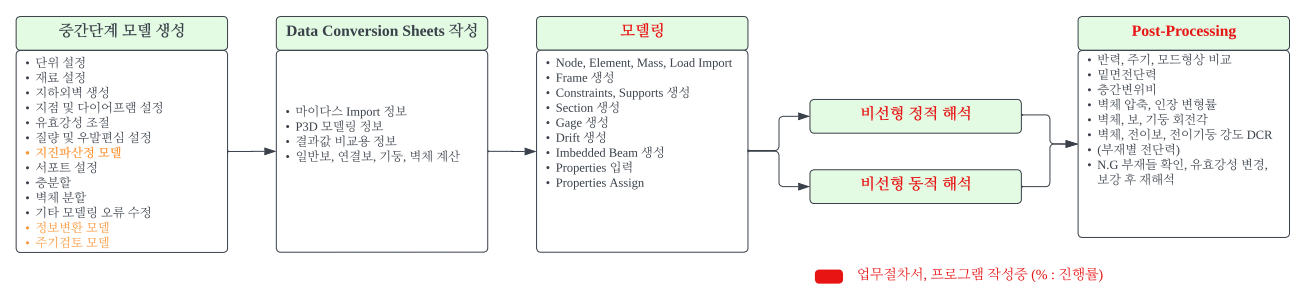 중간단계 모델 생성
• 단위 설정
• 재료 설정
• 지하외벽 생성
• 지점 및 다이어프램 설정
• 유효강성 조절
• 질량 및 우발편심 설정
• 지진파산정 모델
• 서포트 설정
• 층분할
• 벽체 분할
• 기타 모델링 오류 수정
• 정보변환 모델
• 주기검토 모델
Data Conversion Sheets 작성
• 마이다스 Import 정보
• P3D 모델링 정보
• 결과값 비교용 정보
• 일반보, 연결보, 기둥, 벽체 계산
모델링
• Node, Element, Mass, Load Import
• Frame 생성
• Constraints, Supports 생성
• Section 생성
• Gage 생성
• Drift 생성
• Imbedded Beam 생성
• Properties 입력
• Properties Assign
비선형 정적 해석
비선형 동적 해석
Post-Processing
• 반력, 주기, 모드형상 비교
• 밑면전단력
• 층간변위비
• 벽체 압축, 인장 변형률
• 벽체, 보, 기둥 회전각
• 벽체, 전이보, 전이기둥 강도 DCR
• (부재별 전단력)
• N.G 부재들 확인, 유효강성 변경,
보강 후 재해석
업무절차서, 프로그램 작성중 (% : 진행률)